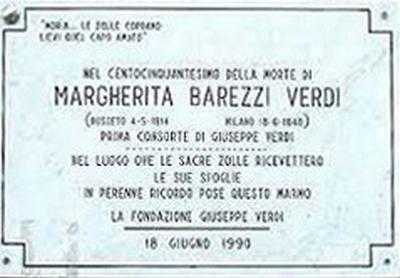 "MORA... LE ZOLLE COPRANO
LIEVI QUEL CAPO AMATO"
NEL CENTOCINQUANTESIMO DELLA MORTE DI
MARGHERITA BAREZZI VERDI
(BUSSETO 4-5-1814 MILANO 18-6-1840)
PRIMA CONSORTE DI GIUSEPPE VERDI
NEL LUOGO CHE LE SACRE ZOLLE RICEVETTERO
LE SUE SPOGLIE
IN PERENNE RICORDO POSE QUESTO MARMO
LA FONDAZIONE GIUSEPPE VERDI
18 GIUGNO 1990